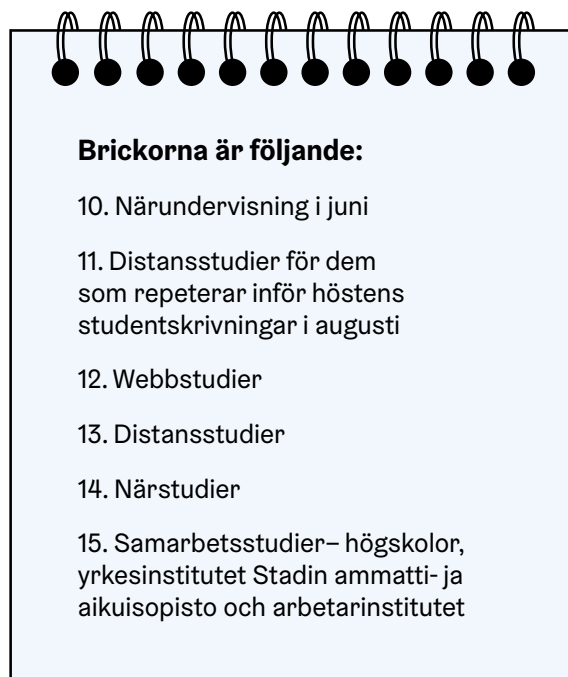 Brickorna är följande:
10. Närundervisning i juni
11. Distansstudier för dem
som repeterar inför höstens
studentskrivningar i augusti
12. Webbstudier
13. Distansstudier
14. Närstudier
15. Samarbetsstudier– högskolor,
yrkesinstitutet Stadin ammatti- ja
aikuisopisto och arbetarinstitutet